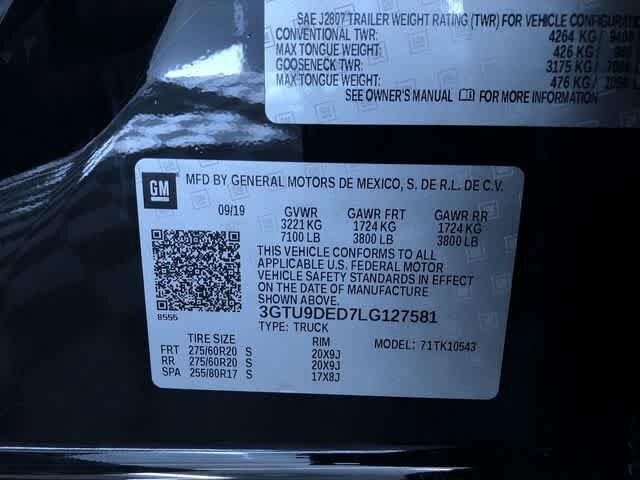 SAE J2807 TRAILER WEIGHT RATING (TWR) FOR VEHICLE
CONVENTIONAL TWR: 4264 KG /
MAX TONGUE WEIGHT: 426 KG /
GOOSENECK TWR: 3175 KG /
MAX TONGUE WEIGHT: 476 KG /
SEE OWNER'S MANUAL FOR MORE INFORMATION
GM
MFD BY GENERAL MOTORS DE MEXICO, S. DE R.L. DE C.V.
09/19 GVWR GAWR FRT GAWR RR
3221 KG 1724 KG 1724 KG
7100 LB 3800 LB 3800 LB
THIS VEHICLE CONFORMS TO ALL
APPLICABLE U.S. FEDERAL MOTOR
VEHICLE SAFETY STANDARDS IN EFFECT
ON THE DATE OF MANUFACTURE
SHOWN ABOVE.
8555
3GTU9DED7LG127581
TYPE: TRUCK
TIRE SIZE RIM MODEL: 71TK10543
FRT 275/60R20 S 20X9J
RR 275/60R20 S 20X9J
SPA 255/80R17 S 17X8J